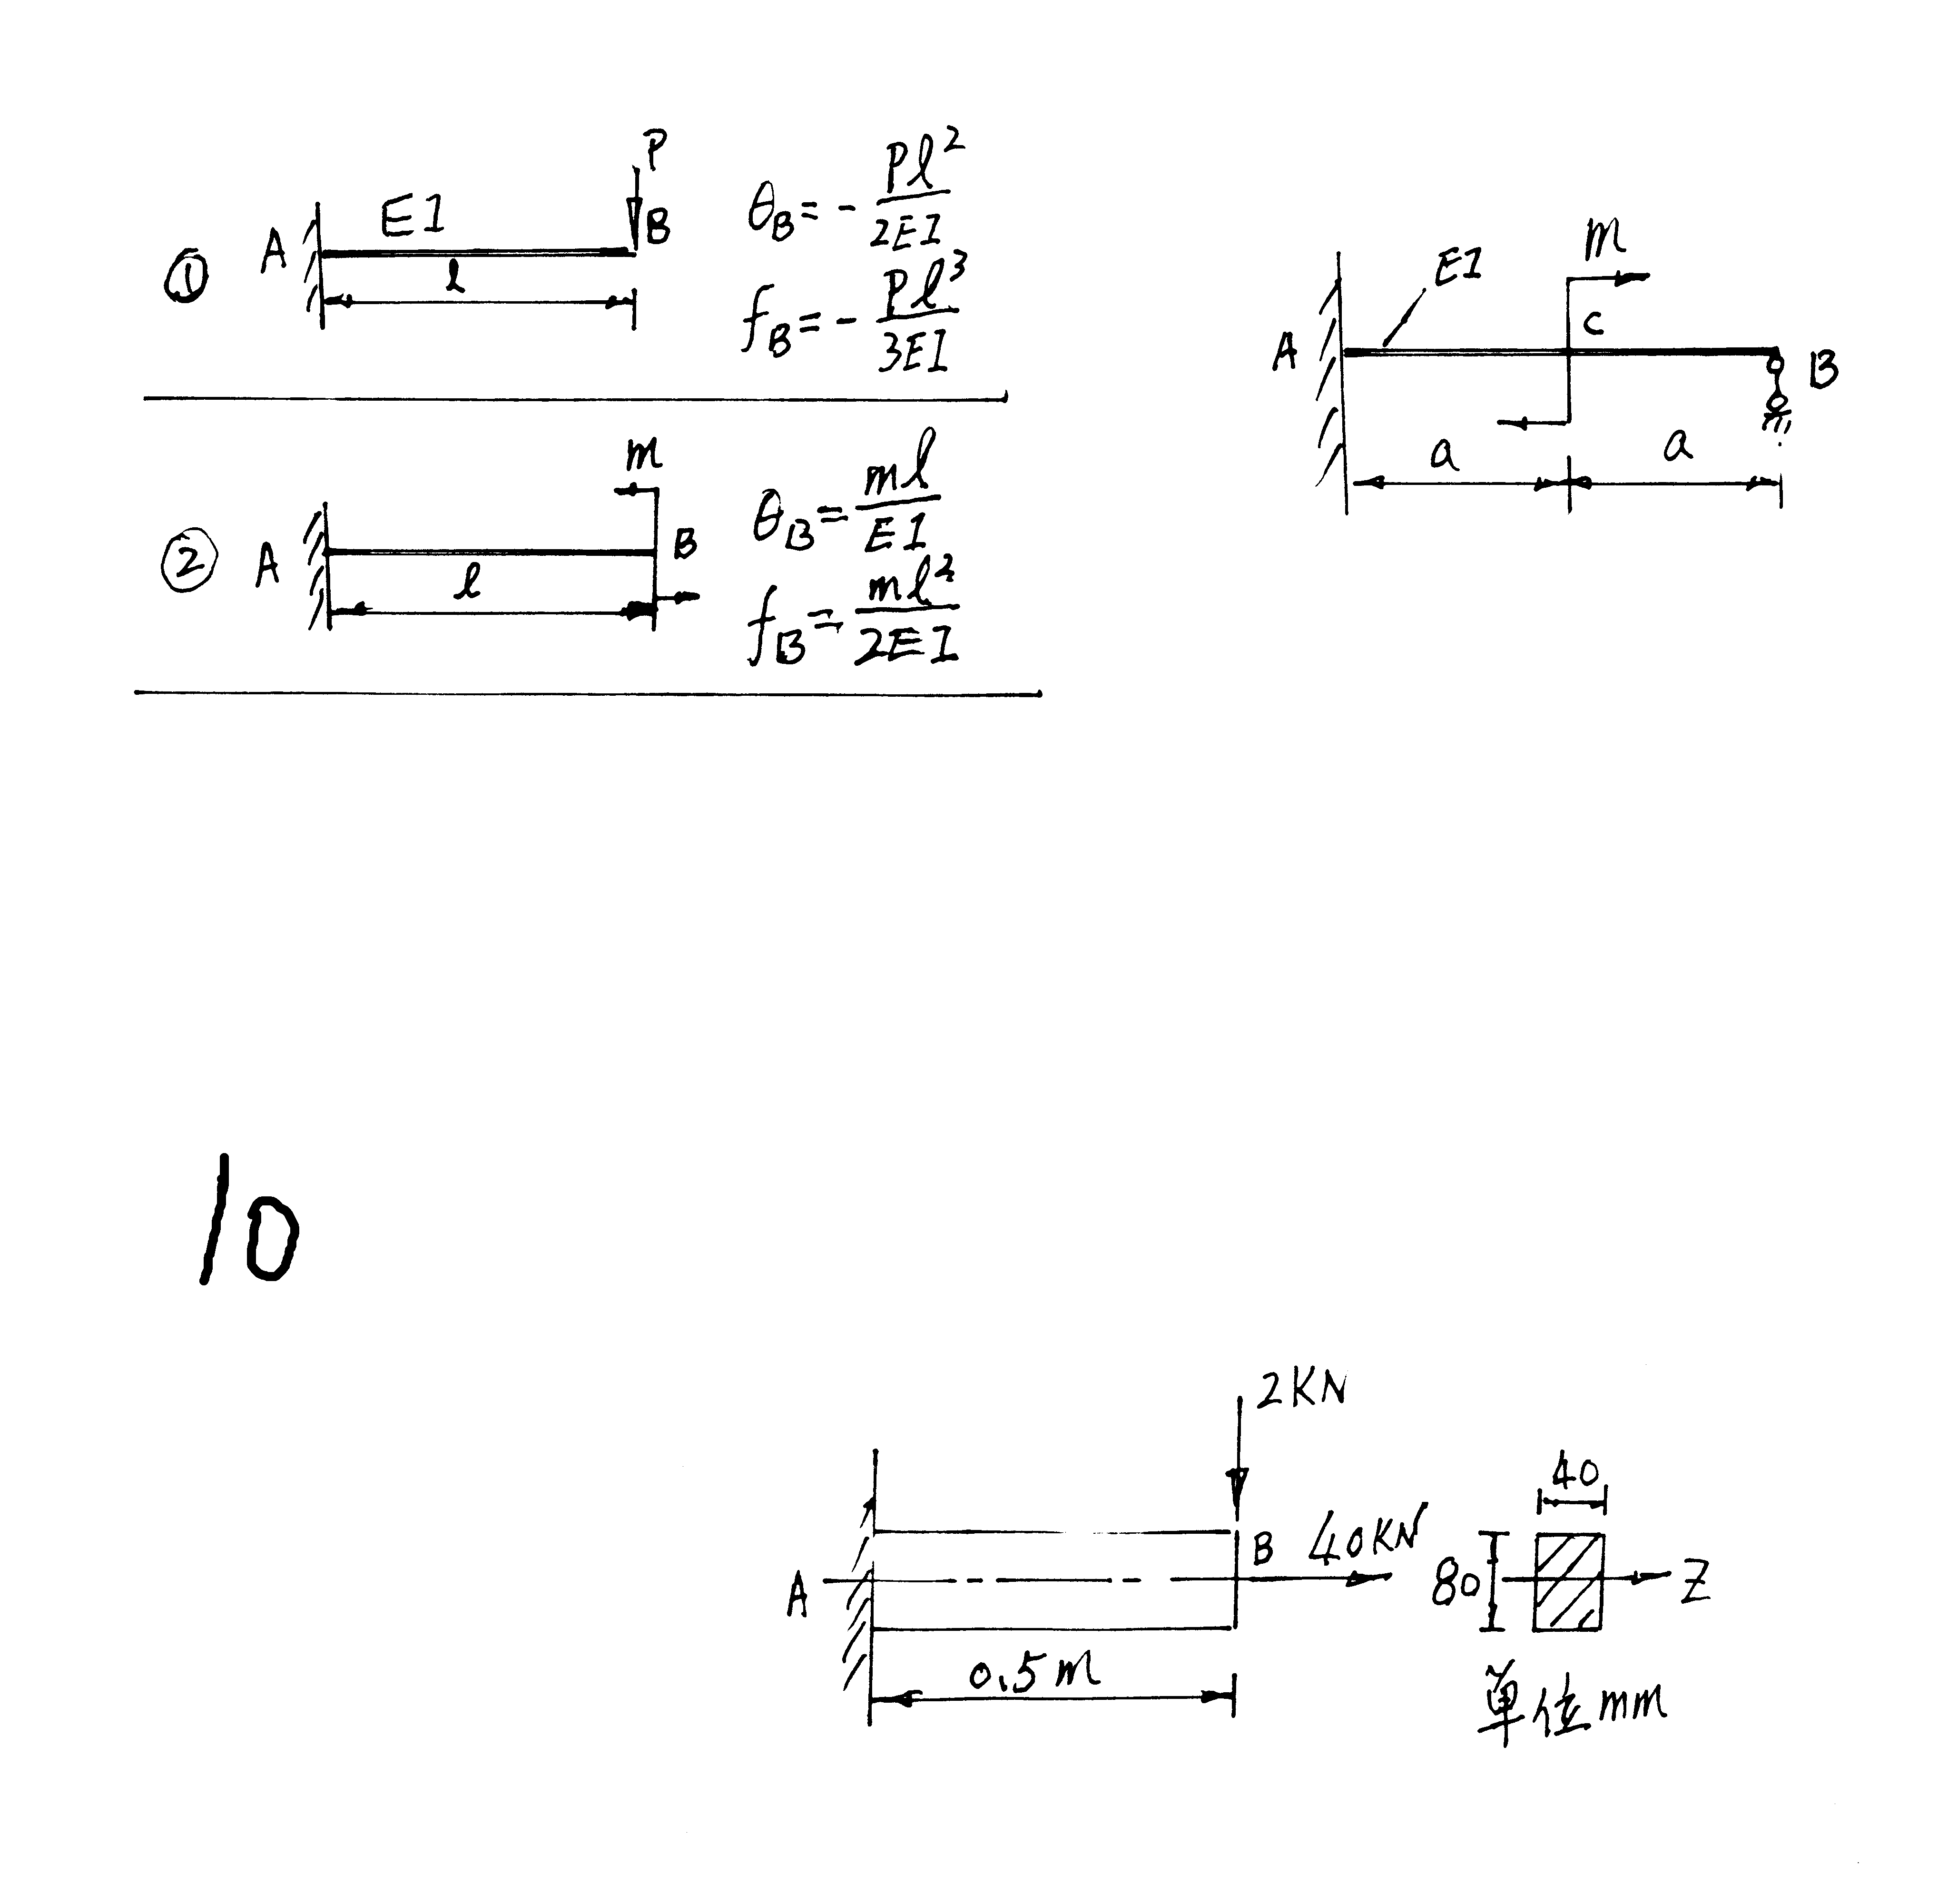 P
EI
A
B
①
l
θB = - Pl²/2EI
fB = - Pl³/3EI
m
EI
C
A
B
a
a
m
②
A
B
l
θB = ml/EI
fB = ml²/2EI
10
2KN
40
B
40KN
A
80
Z
0.5m
单位mm